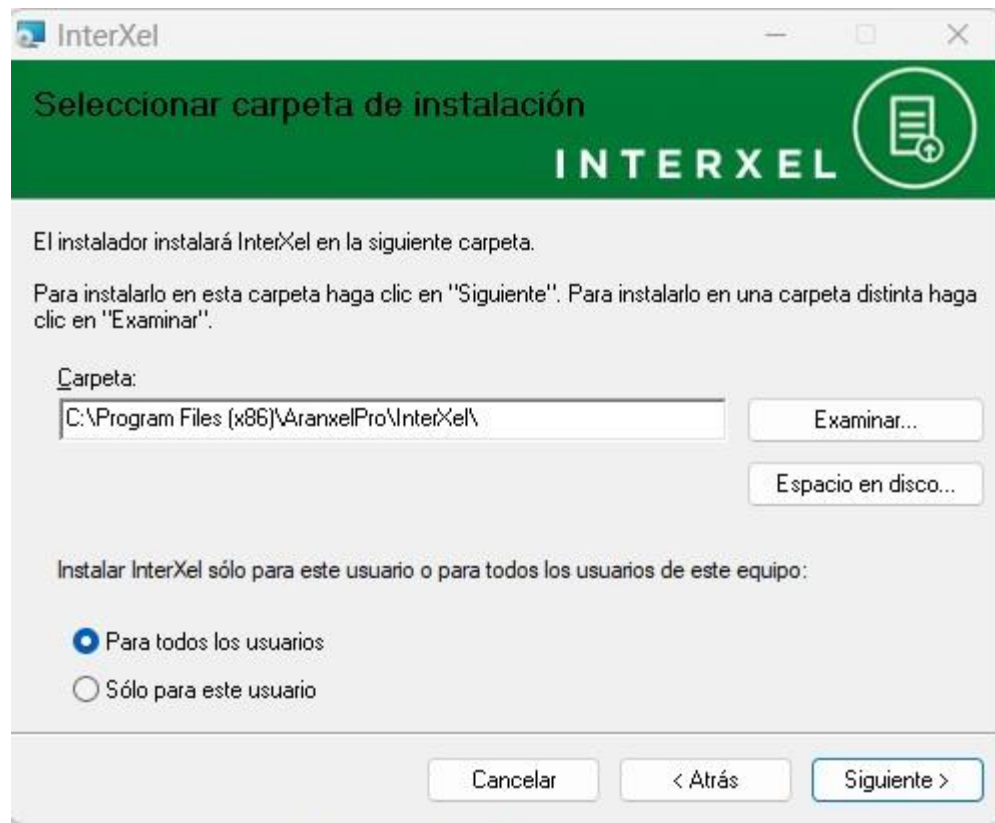 InterXel
Seleccionar carpeta de instalación
INTERXEL
El instalador instalará InterXel en la siguiente carpeta.
Para instalarlo en esta carpeta haga clic en "Siguiente". Para instalarlo en una carpeta distinta haga
clic en "Examinar".
Carpeta:
C:\Program Files (x86)\AranxelPro\InterXel\
Examinar...
Espacio en disco...
Instalar InterXel sólo para este usuario o para todos los usuarios de este equipo:
Para todos los usuarios
Sólo para este usuario
Cancelar
< Atrás
Siguiente >